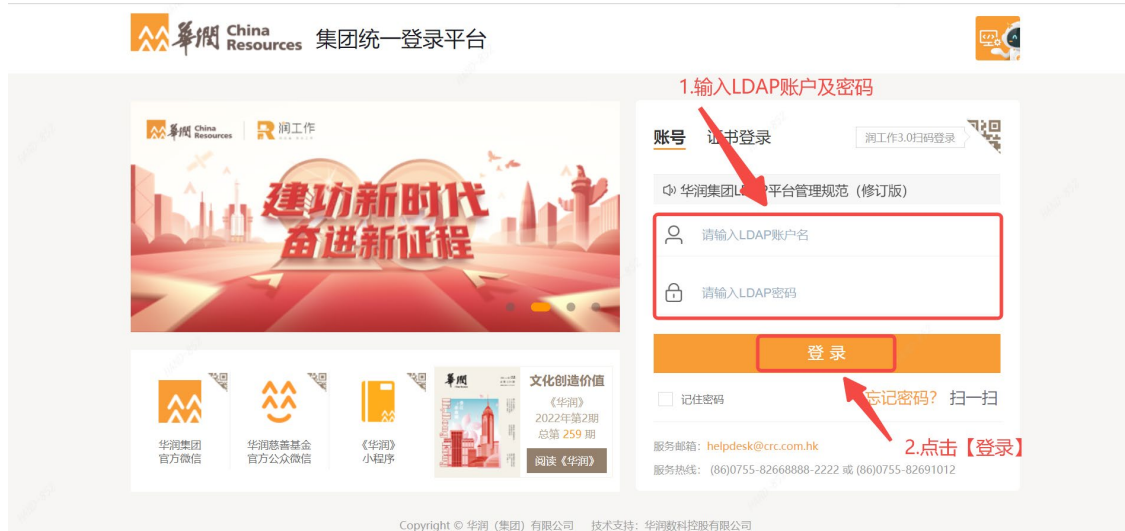 華潤 China Resources 集团统一登录平台
1.输入LDAP账户及密码
華潤 China Resources 润工作
建功新时代
奋进新征程
账号 证书登录 润工作3.0扫码登录
华润集团LDAP平台管理规范（修订版）
请输入LDAP账户名
请输入LDAP密码
登 录
记住密码 忘记密码？ 扫一扫
2.点击【登录】
服务邮箱：helpdesk@crc.com.hk
服务热线： (86)0755-82668888-2222 或 (86)0755-82691012
华润集团
官方微信
华润慈善基金
官方公众微信
《华润》
小程序
華潤
文化创造价值
《华润》
2022年第2期
总第 259 期
阅读《华润》
Copyright © 华润（集团）有限公司 技术支持：华润数科控股有限公司